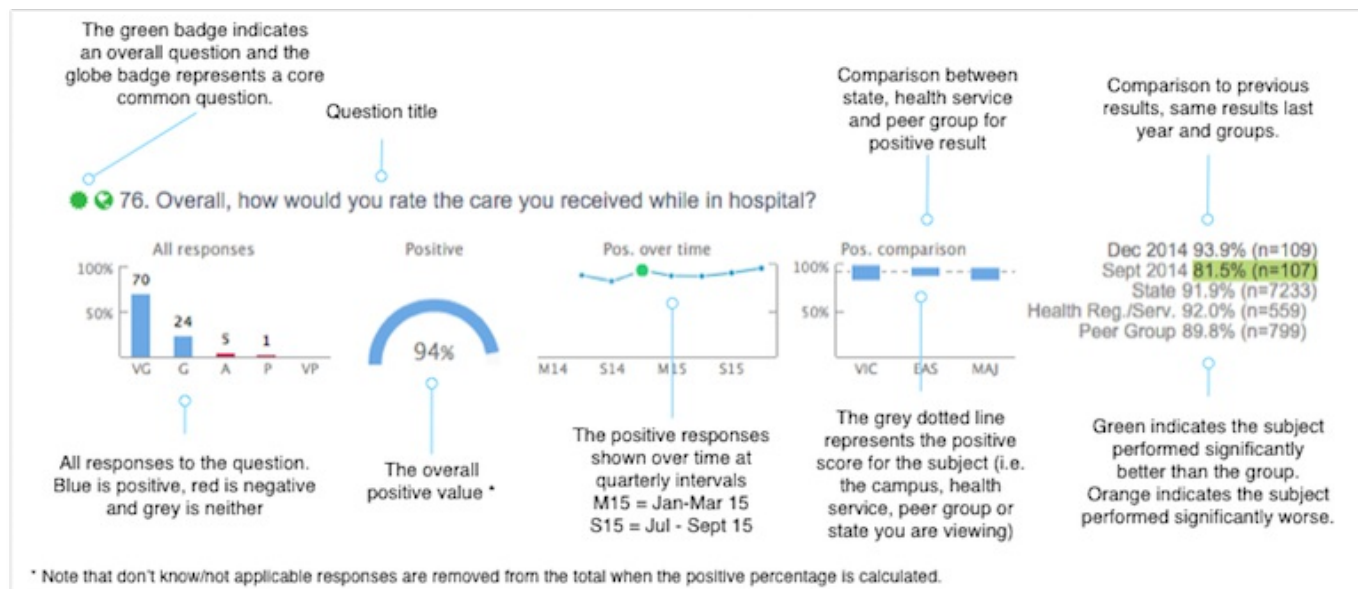 The green badge indicates
an overall question and the
globe badge represents a core
common question.
Question title
Comparison between
state, health service
and peer group for
positive result
Comparison to previous
results, same results last
year and groups.
76. Overall, how would you rate the care you received while in hospital?
All responses
100%
50%
70
24
5
1
VG
G
A
P
VP
Positive
94%
Pos. over time
M14
S14
M15
S15
Pos. comparison
100%
50%
VIC
EAS
MAJ
Dec 2014 93.9% (n=109)
Sept 2014 81.5% (n=107)
State 91.9% (n=7233)
Health Reg./Serv. 92.0% (n=559)
Peer Group 89.8% (n=799)
All responses to the question.
Blue is positive, red is negative
and grey is neither
The overall
positive value *
The positive responses
shown over time at
quarterly intervals
M15 = Jan-Mar 15
S15 = Jul - Sept 15
The grey dotted line
represents the positive
score for the subject (i.e.
the campus, health
service, peer group or
state you are viewing)
Green indicates the subject
performed significantly
better than the group.
Orange indicates the subject
performed significantly worse.
* Note that don't know/not applicable responses are removed from the total when the positive percentage is calculated.